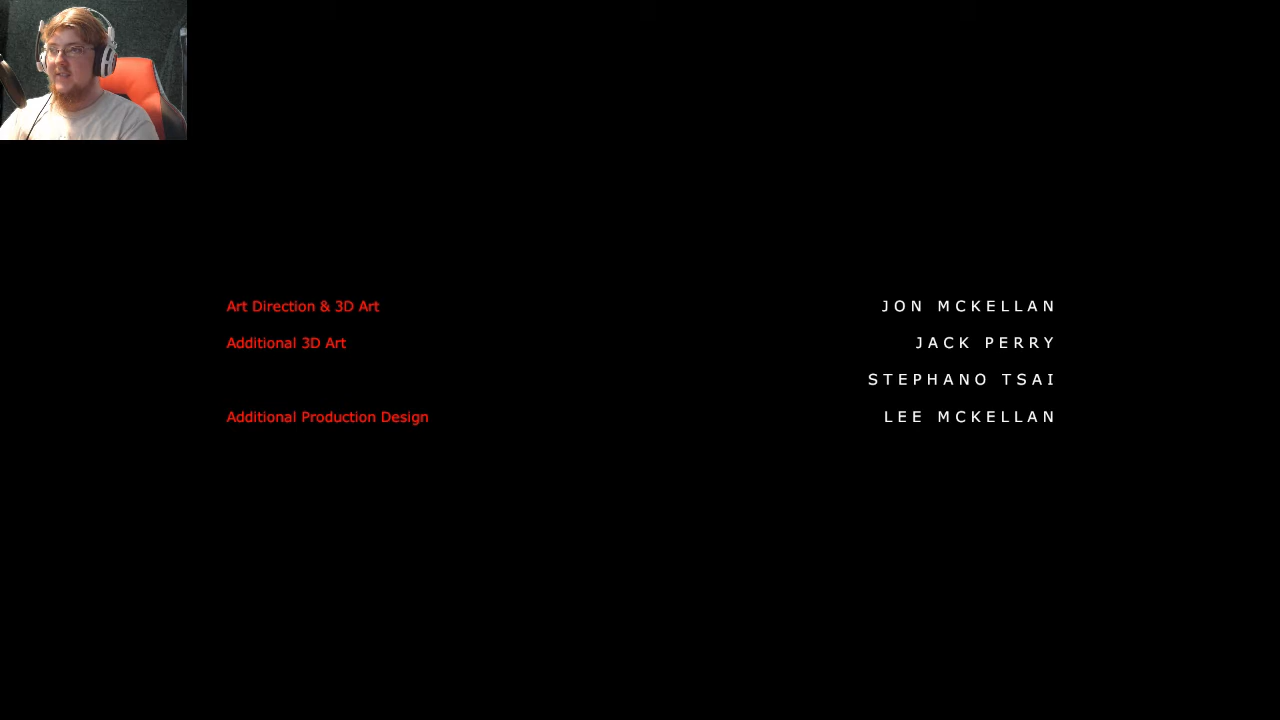 Art Direction & 3D Art JON MCKELLAN
Additional 3D Art JACK PERRY
STEPHANO TSAI
Additional Production Design LEE MCKELLAN